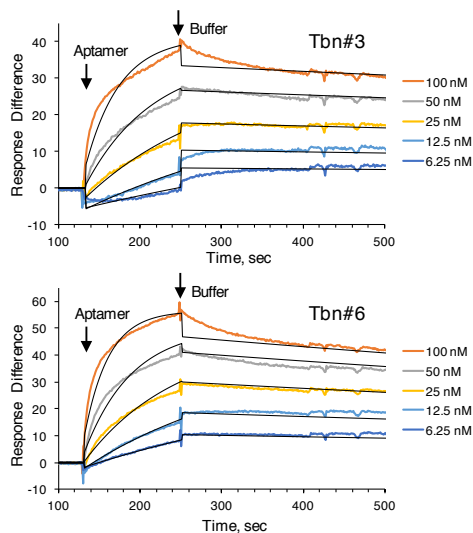 Buffer
Tbn#3
Aptamer
Response Difference
40
30
20
10
0
-10
100
200
300
400
500
Time, sec
100 nM
50 nM
25 nM
12.5 nM
6.25 nM
Buffer
Tbn#6
Aptamer
Response Difference
60
50
40
30
20
10
0
-10
100
200
300
400
500
Time, sec
100 nM
50 nM
25 nM
12.5 nM
6.25 nM